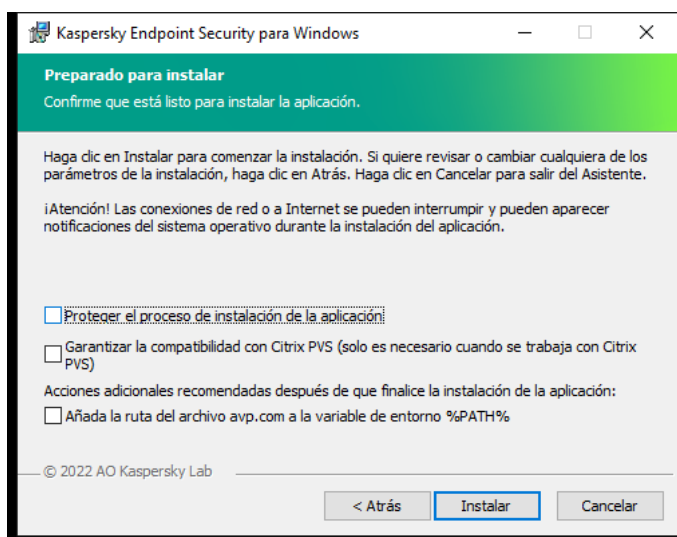 Kaspersky Endpoint Security para Windows
Preparado para instalar
Confirme que está listo para instalar la aplicación.
Haga clic en Instalar para comenzar la instalación. Si quiere revisar o cambiar cualquiera de los
parámetros de la instalación, haga clic en Atrás. Haga clic en Cancelar para salir del Asistente.
¡Atención! Las conexiones de red o a Internet se pueden interrumpir y pueden aparecer
notificaciones del sistema operativo durante la instalación del aplicación.
Proteger el proceso de instalación de la aplicación
Garantizar la compatibilidad con Citrix PVS (solo es necesario cuando se trabaja con Citrix
PVS)
Acciones adicionales recomendadas después de que finalice la instalación de la aplicación:
Añada la ruta del archivo avp.com a la variable de entorno %PATH%
© 2022 AO Kaspersky Lab
< Atrás Instalar Cancelar